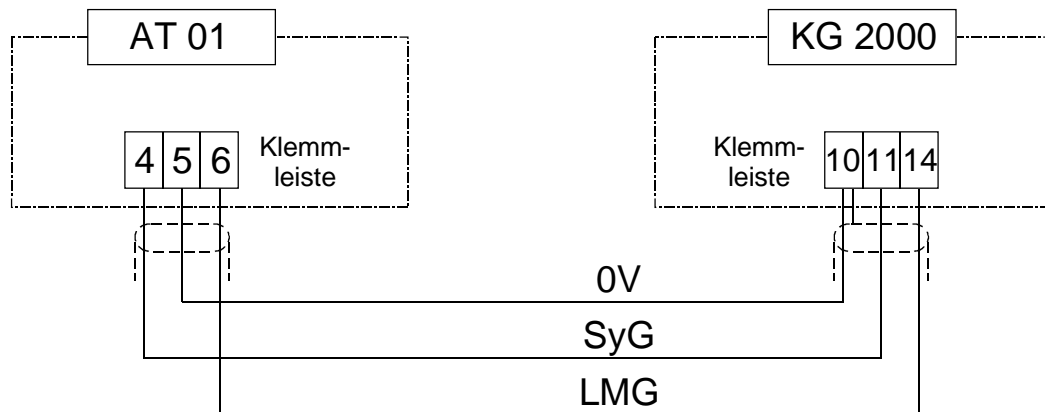 AT 01
KG 2000
4 5 6
Klemm-
leiste
Klemm-
leiste
10 11 14
0V
SyG
LMG